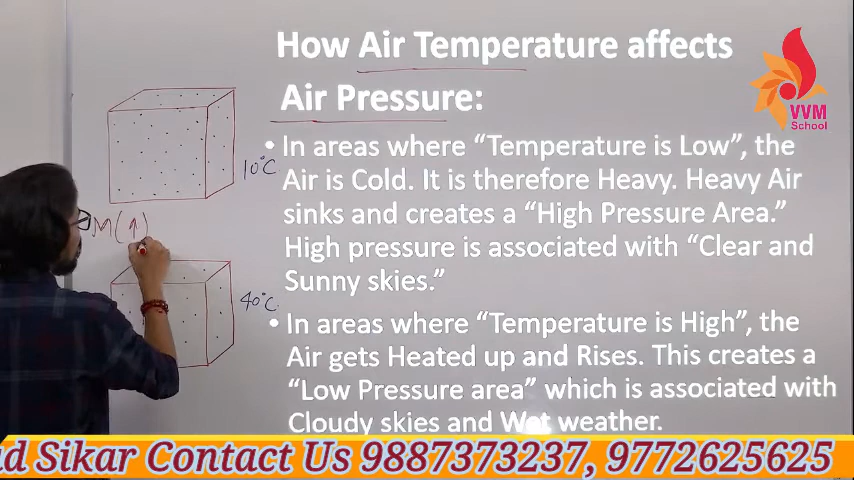 How Air Temperature affects
Air Pressure:
VVM
School
• In areas where “Temperature is Low”, the
Air is Cold. It is therefore Heavy. Heavy Air
sinks and creates a “High Pressure Area.”
High pressure is associated with “Clear and
Sunny skies.”
• In areas where “Temperature is High”, the
Air gets Heated up and Rises. This creates a
“Low Pressure area” which is associated with
Cloudy skies and Wet weather.
10°C
M(↑)
40°C
ad Sikar Contact Us 9887373237, 9772625625